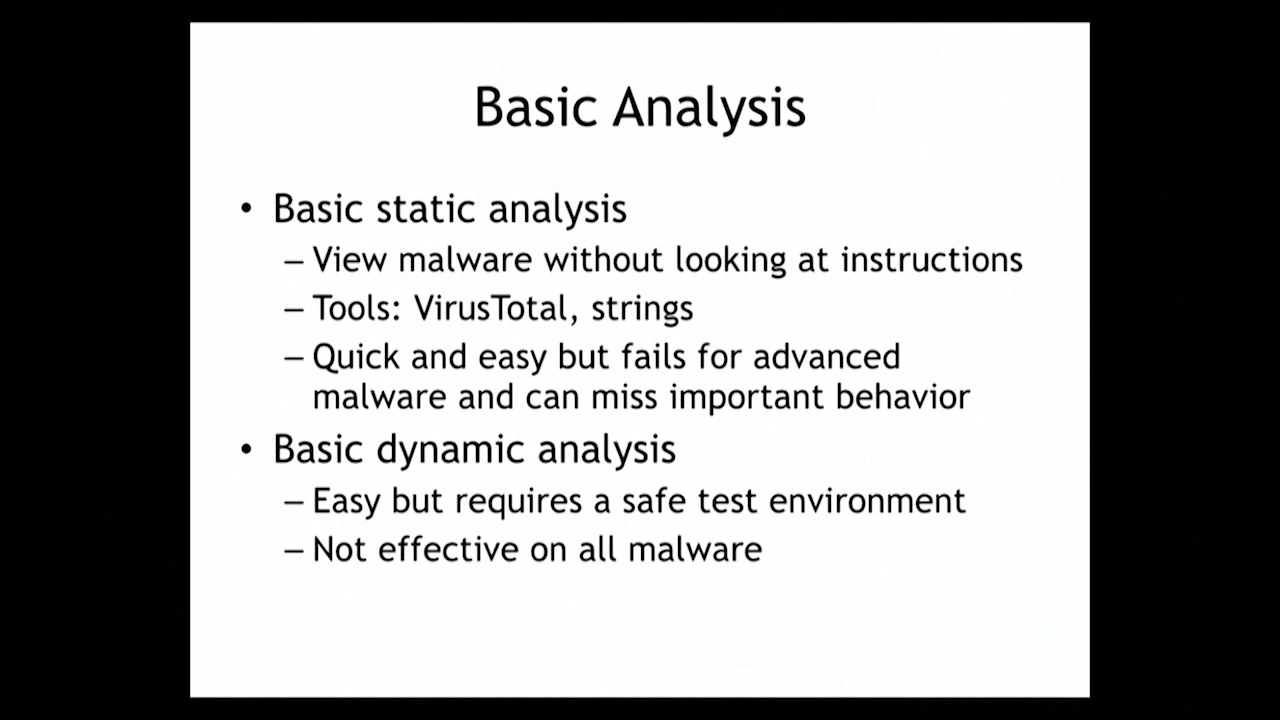 Basic Analysis
• Basic static analysis
– View malware without looking at instructions
– Tools: VirusTotal, strings
– Quick and easy but fails for advanced
malware and can miss important behavior
• Basic dynamic analysis
– Easy but requires a safe test environment
– Not effective on all malware